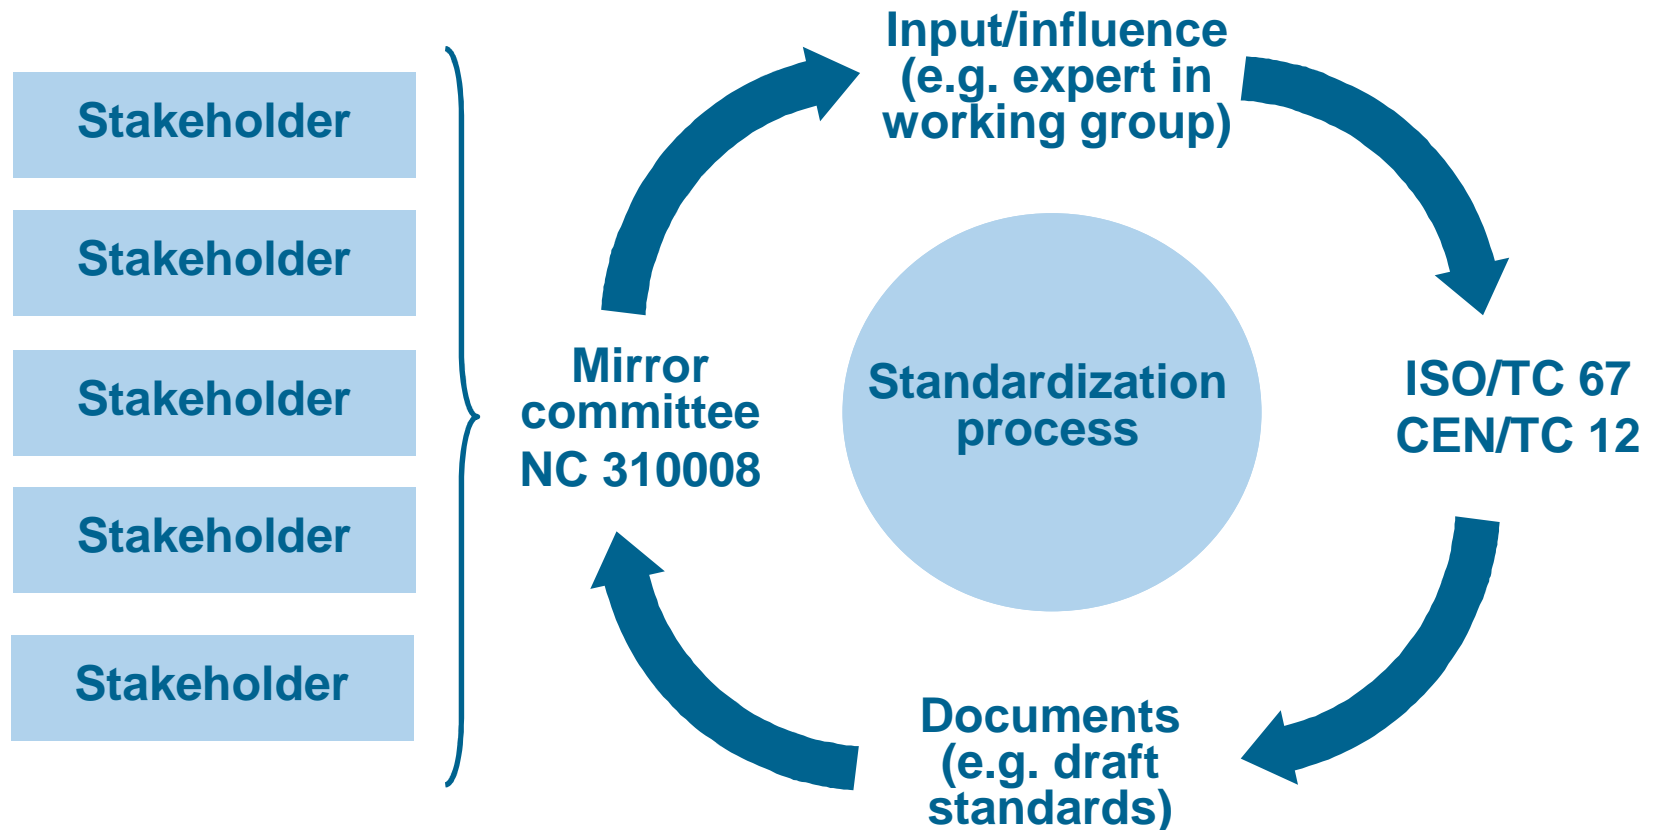 Stakeholder
Stakeholder
Stakeholder
Stakeholder
Stakeholder
Mirror
committee
NC 310008
Input/influence
(e.g. expert in
working group)
Standardization
process
ISO/TC 67
CEN/TC 12
Documents
(e.g. draft
standards)